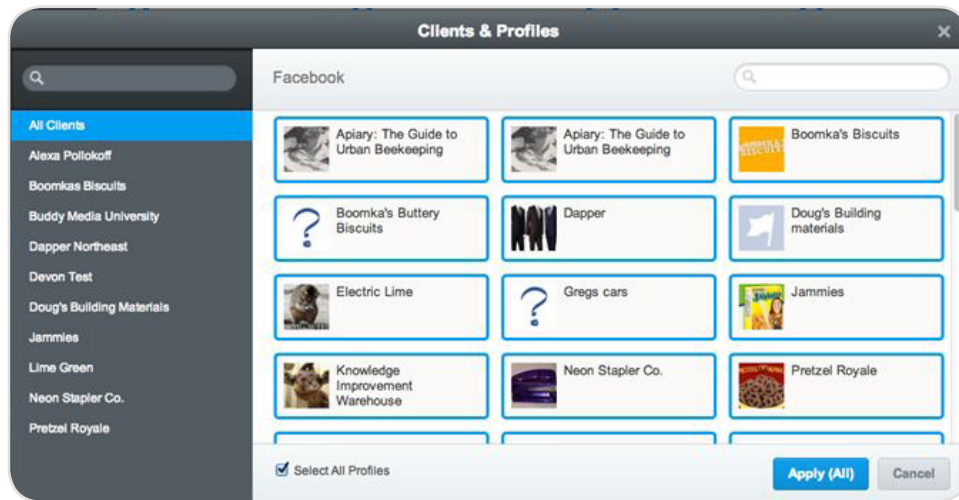 Clients & Profiles
Facebook
All Clients
Alexa Pollokoff
Boomkas Biscuits
Buddy Media University
Dapper Northeast
Devon Test
Doug's Building Materials
Jammies
Lime Green
Neon Stapler Co.
Pretzel Royale
Apiary: The Guide to
Urban Beekeeping
Apiary: The Guide to
Urban Beekeeping
Boomka's Biscuits
Boomka's Buttery
Biscuits
Dapper
Doug's Building
materials
Electric Lime
Gregs cars
Jammies
Knowledge
Improvement
Warehouse
Neon Stapler Co.
Pretzel Royale
Select All Profiles
Apply (All)
Cancel